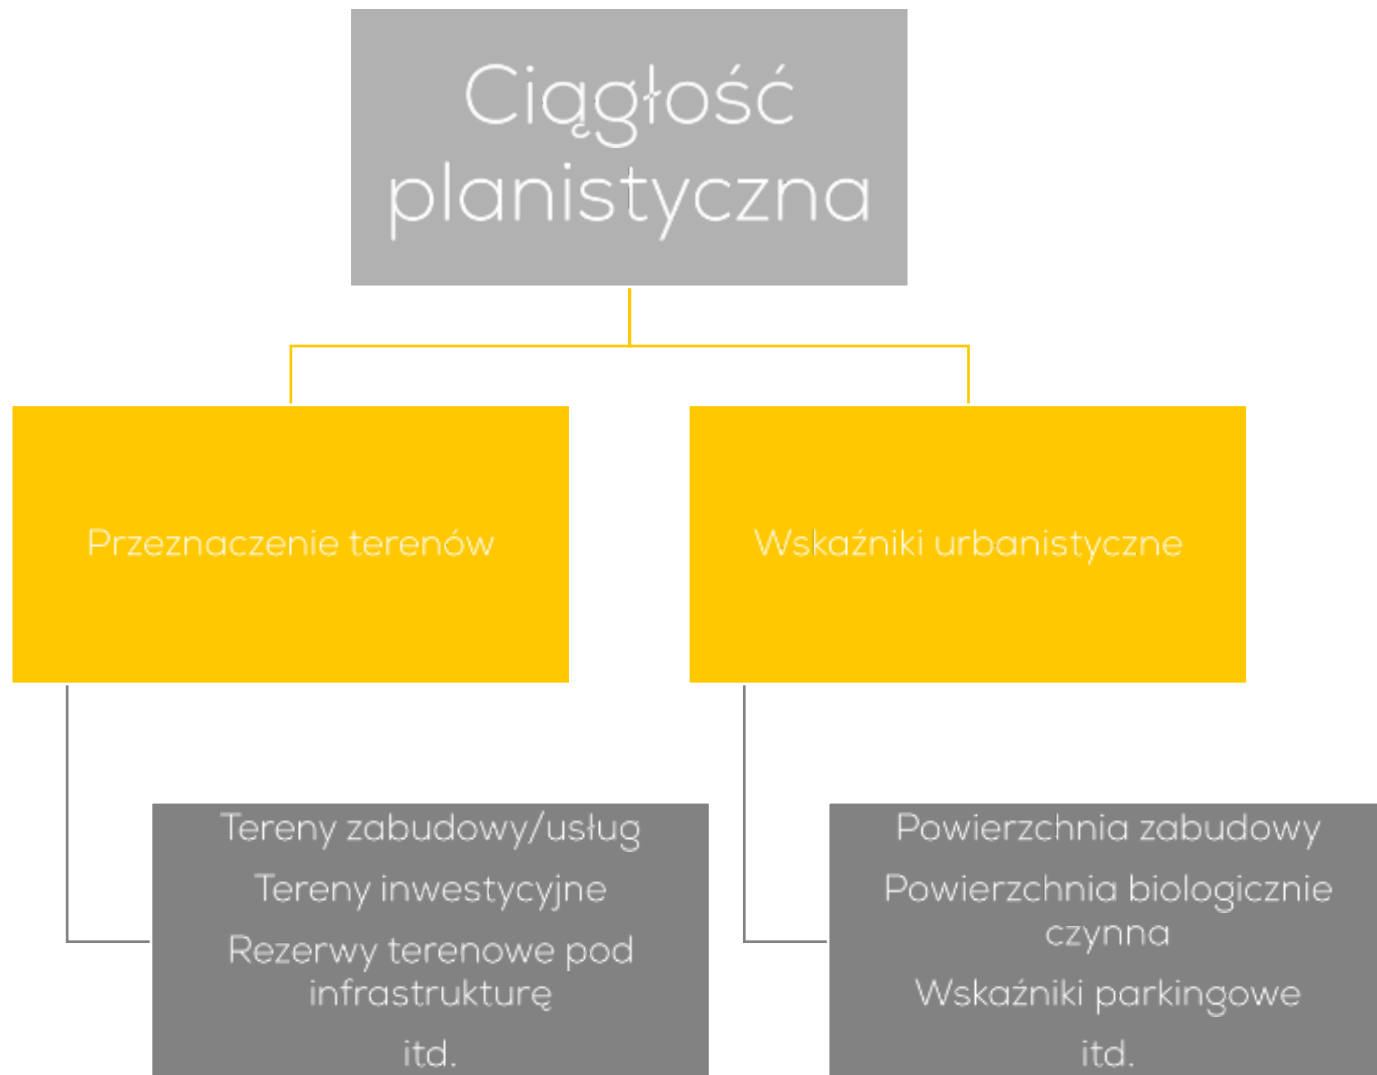 Ciągłość
planistyczna
Przeznaczenie terenów
Wskaźniki urbanistyczne
Tereny zabudowy/usług
Tereny inwestycyjne
Rezerwy terenowe pod
infrastrukturę
itd.
Powierzchnia zabudowy
Powierzchnia biologicznie
czynna
Wskaźniki parkingowe
itd.